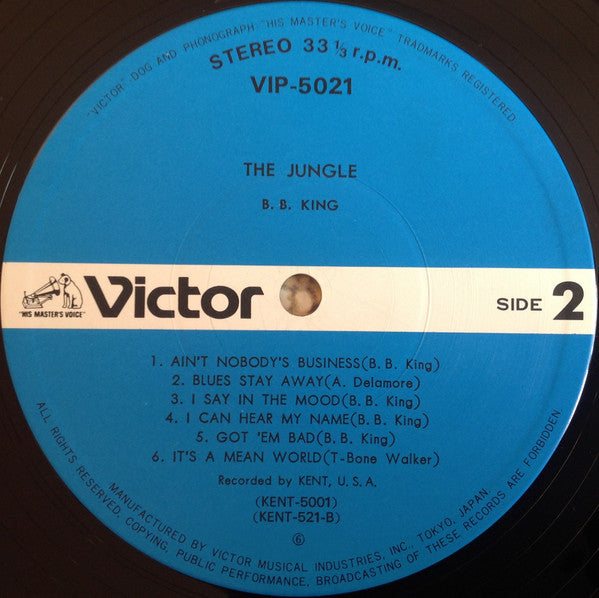 "VICTOR" DOG AND PHONOGRAPH "HIS MASTER'S VOICE" TRADMARKS REGISTERED.
STEREO 33 1/3 r.p.m.
VIP-5021
THE JUNGLE
B. B. KING
"HIS MASTER'S VOICE"
Victor
SIDE 2
1. AIN'T NOBODY'S BUSINESS(B. B. King)
2. BLUES STAY AWAY(A. Delamore)
3. I SAY IN THE MOOD(B. B. KING)
4. I CAN HEAR MY NAME(B. B. King)
5. GOT 'EM BAD(B. B. King)
6. IT'S A MEAN WORLD(T-Bone Walker)
Recorded by KENT, U. S. A.
(KENT-5001)
(KENT-521-B)
⑥
MANUFACTURED BY VICTOR MUSICAL INDUSTRIES, INC., TOKYO, JAPAN.
ALL RIGHTS RESERVED. COPYING, PUBLIC PERFORMANCE, BROADCASTING OF THESE RECORDS ARE FORBIDDEN.